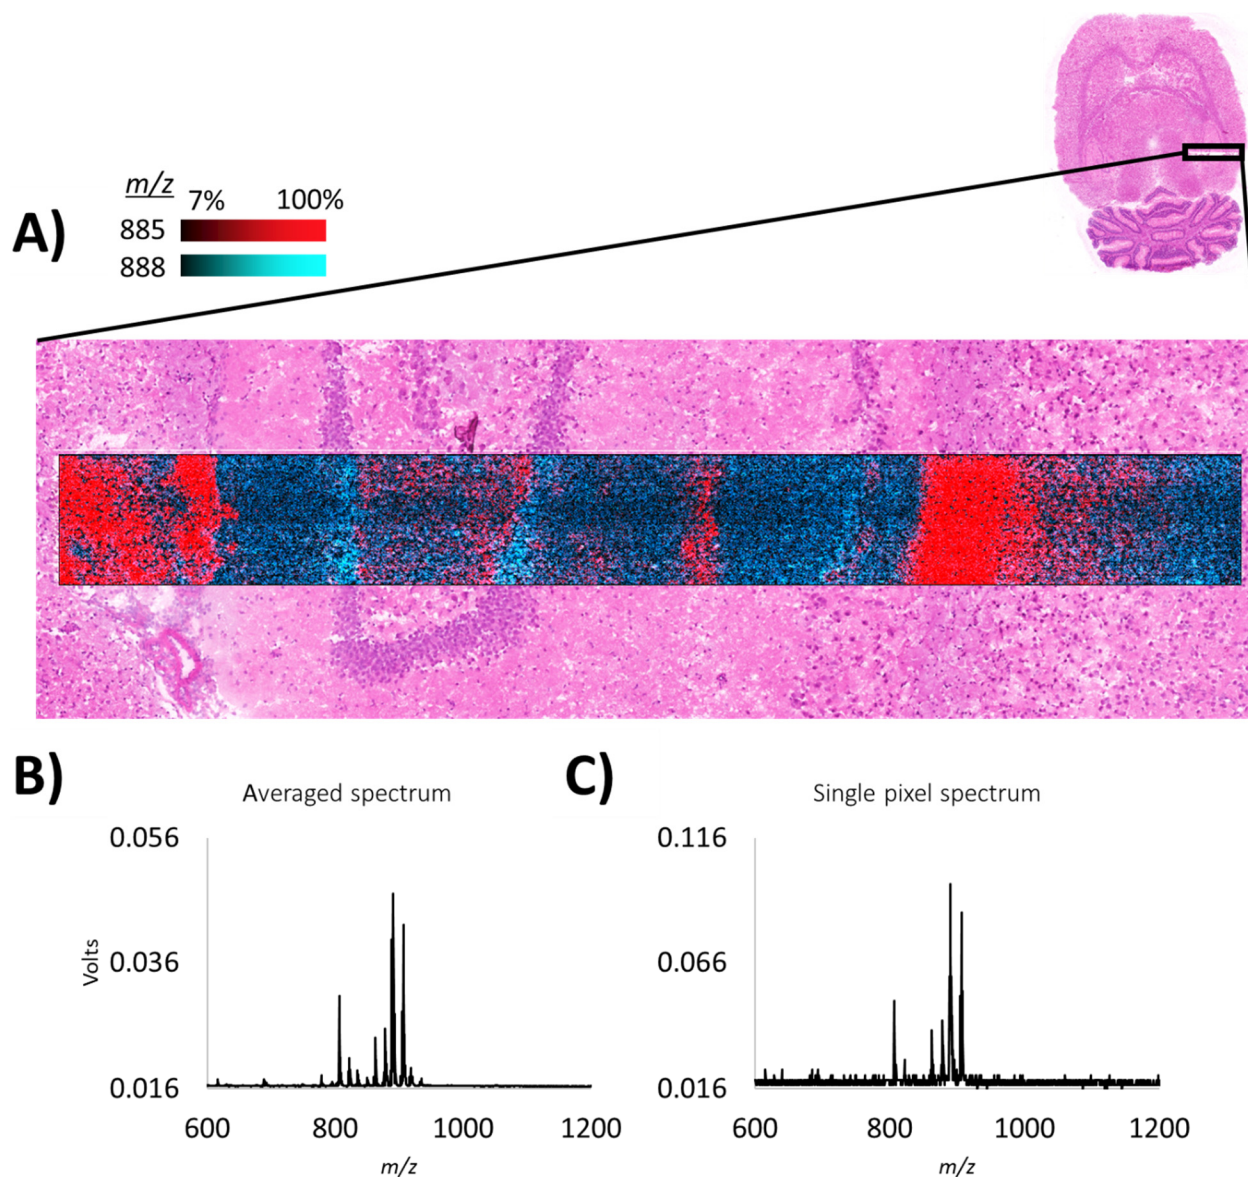 A)
m/z
7% 100%
885
888
B)
Averaged spectrum
0.056
0.036
0.016
Volts
600 800 1000 1200
m/z
C)
Single pixel spectrum
0.116
0.066
0.016
600 800 1000 1200
m/z